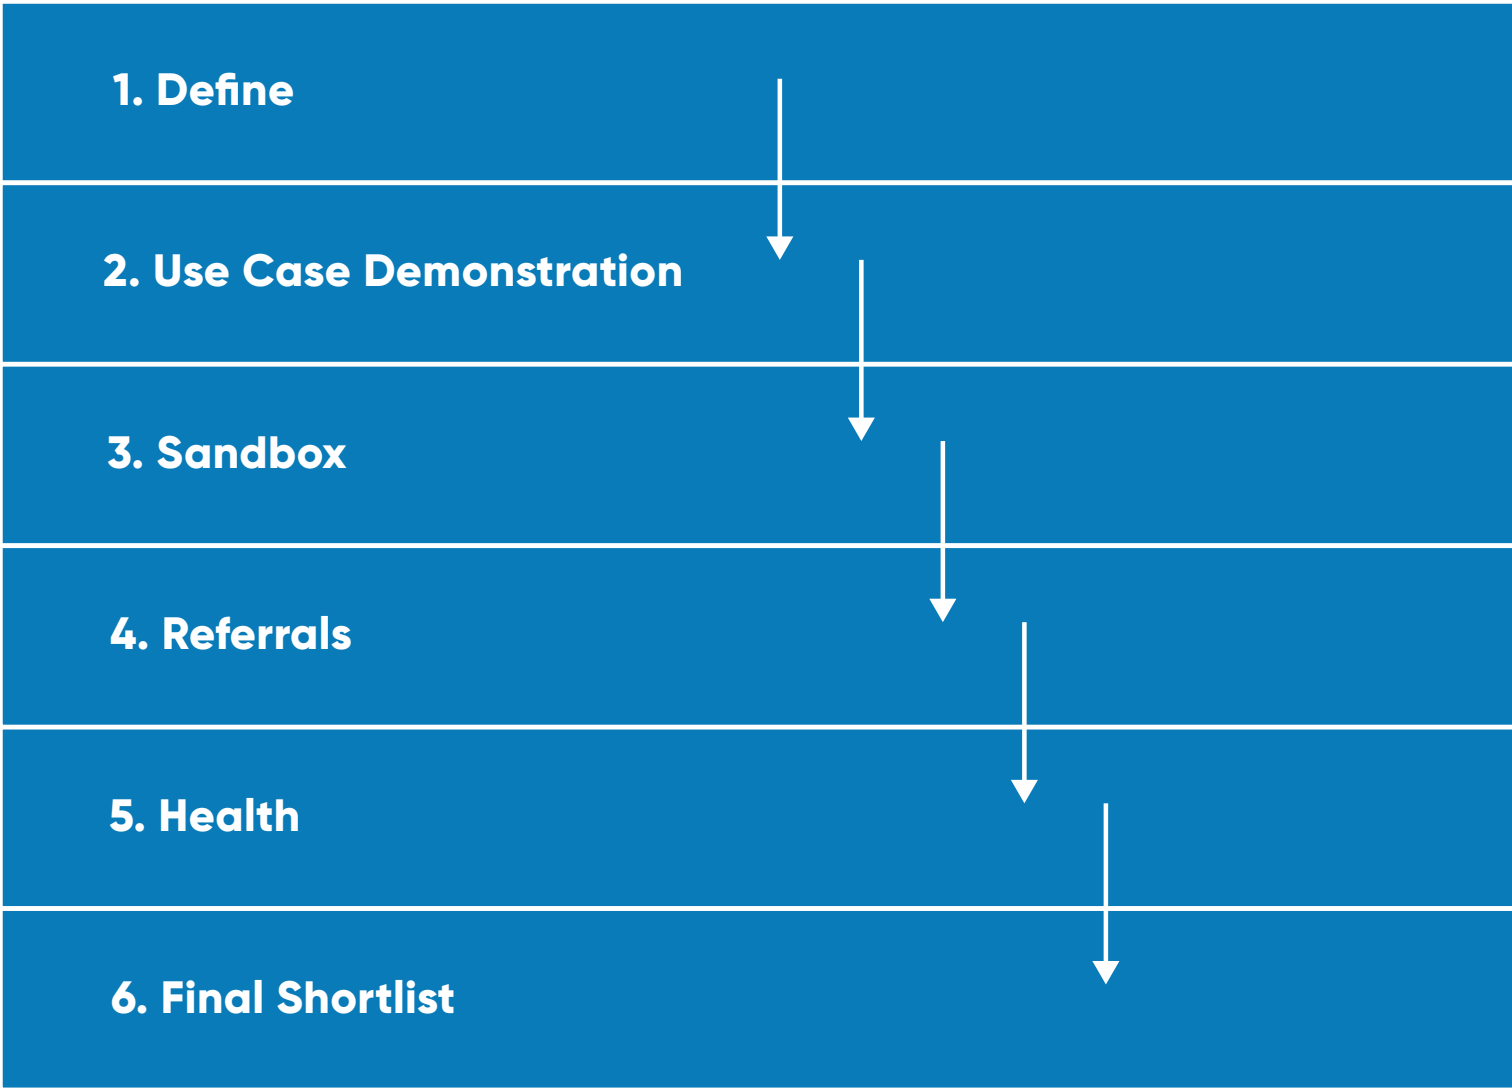 1. Define
2. Use Case Demonstration
3. Sandbox
4. Referrals
5. Health
6. Final Shortlist